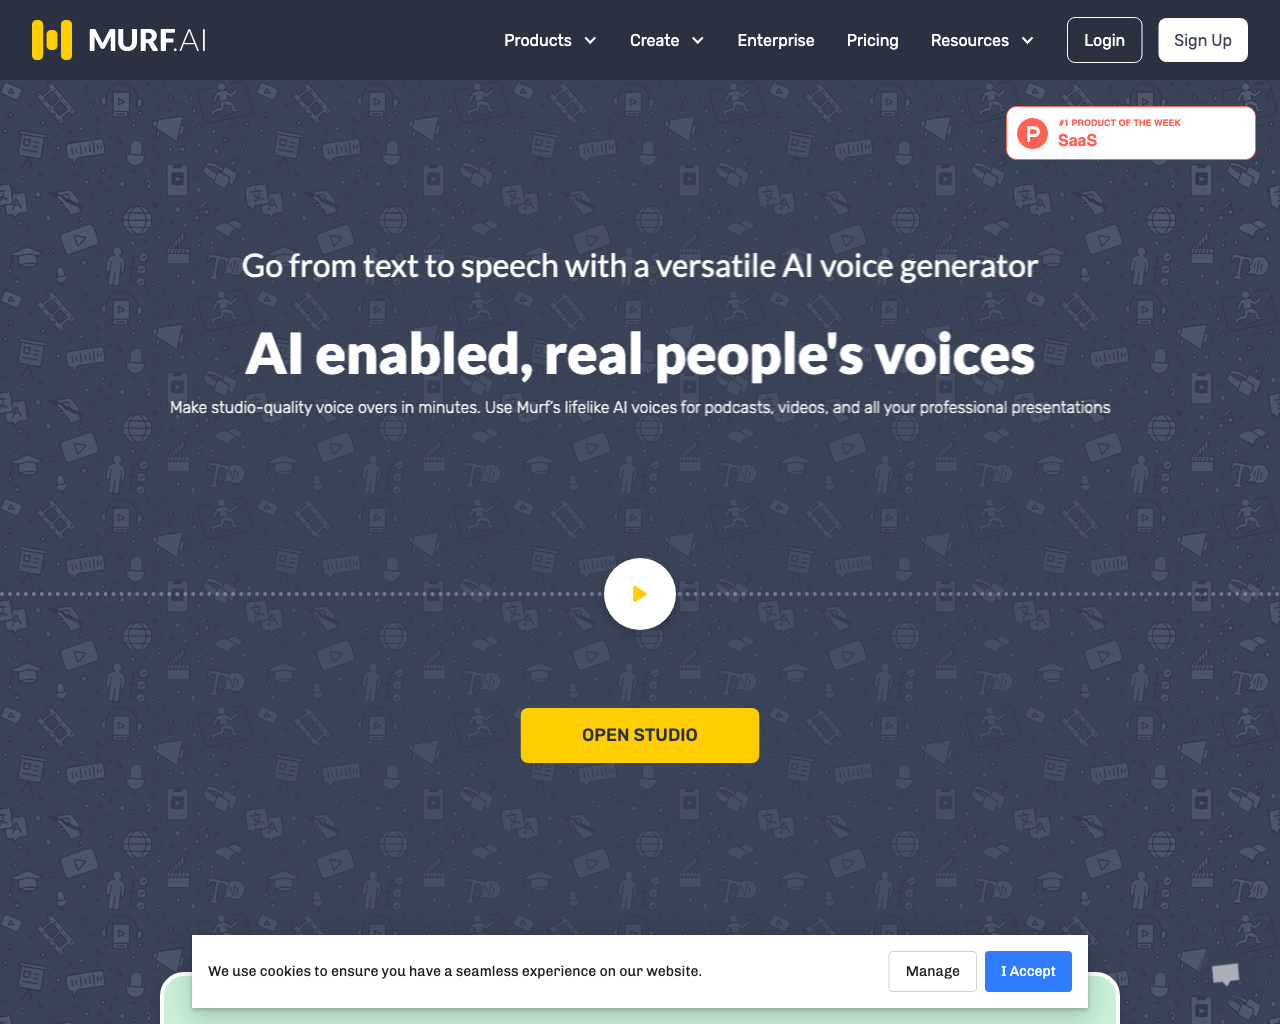 MURF.AI
Products
Create
Enterprise
Pricing
Resources
Login
Sign Up
#1 PRODUCT OF THE WEEK
SaaS
Go from text to speech with a versatile AI voice generator
AI enabled, real people's voices
Make studio-quality voice overs in minutes. Use Murf's lifelike AI voices for podcasts, videos, and all your professional presentations
OPEN STUDIO
We use cookies to ensure you have a seamless experience on our website.
Manage
I Accept